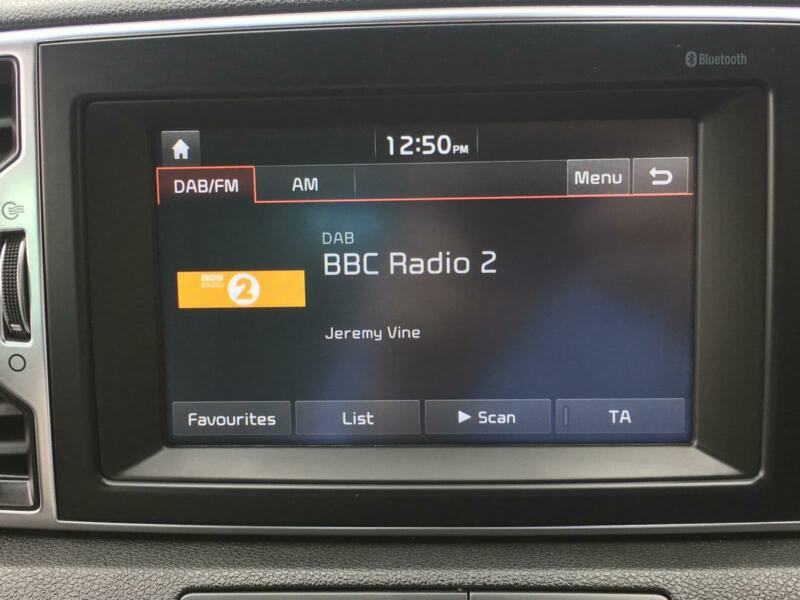 Bluetooth
12:50PM
DAB/FM
AM
Menu
DAB
BBC Radio 2
BBC
RADIO
2
Jeremy Vine
Favourites
List
Scan
TA